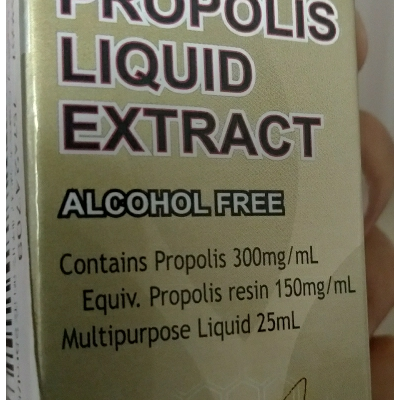 PROPOLIS
LIQUID
EXTRACT
ALCOHOL FREE
Contains Propolis 300mg/mL
Equiv. Propolis resin 150mg/mL
Multipurpose Liquid 25mL